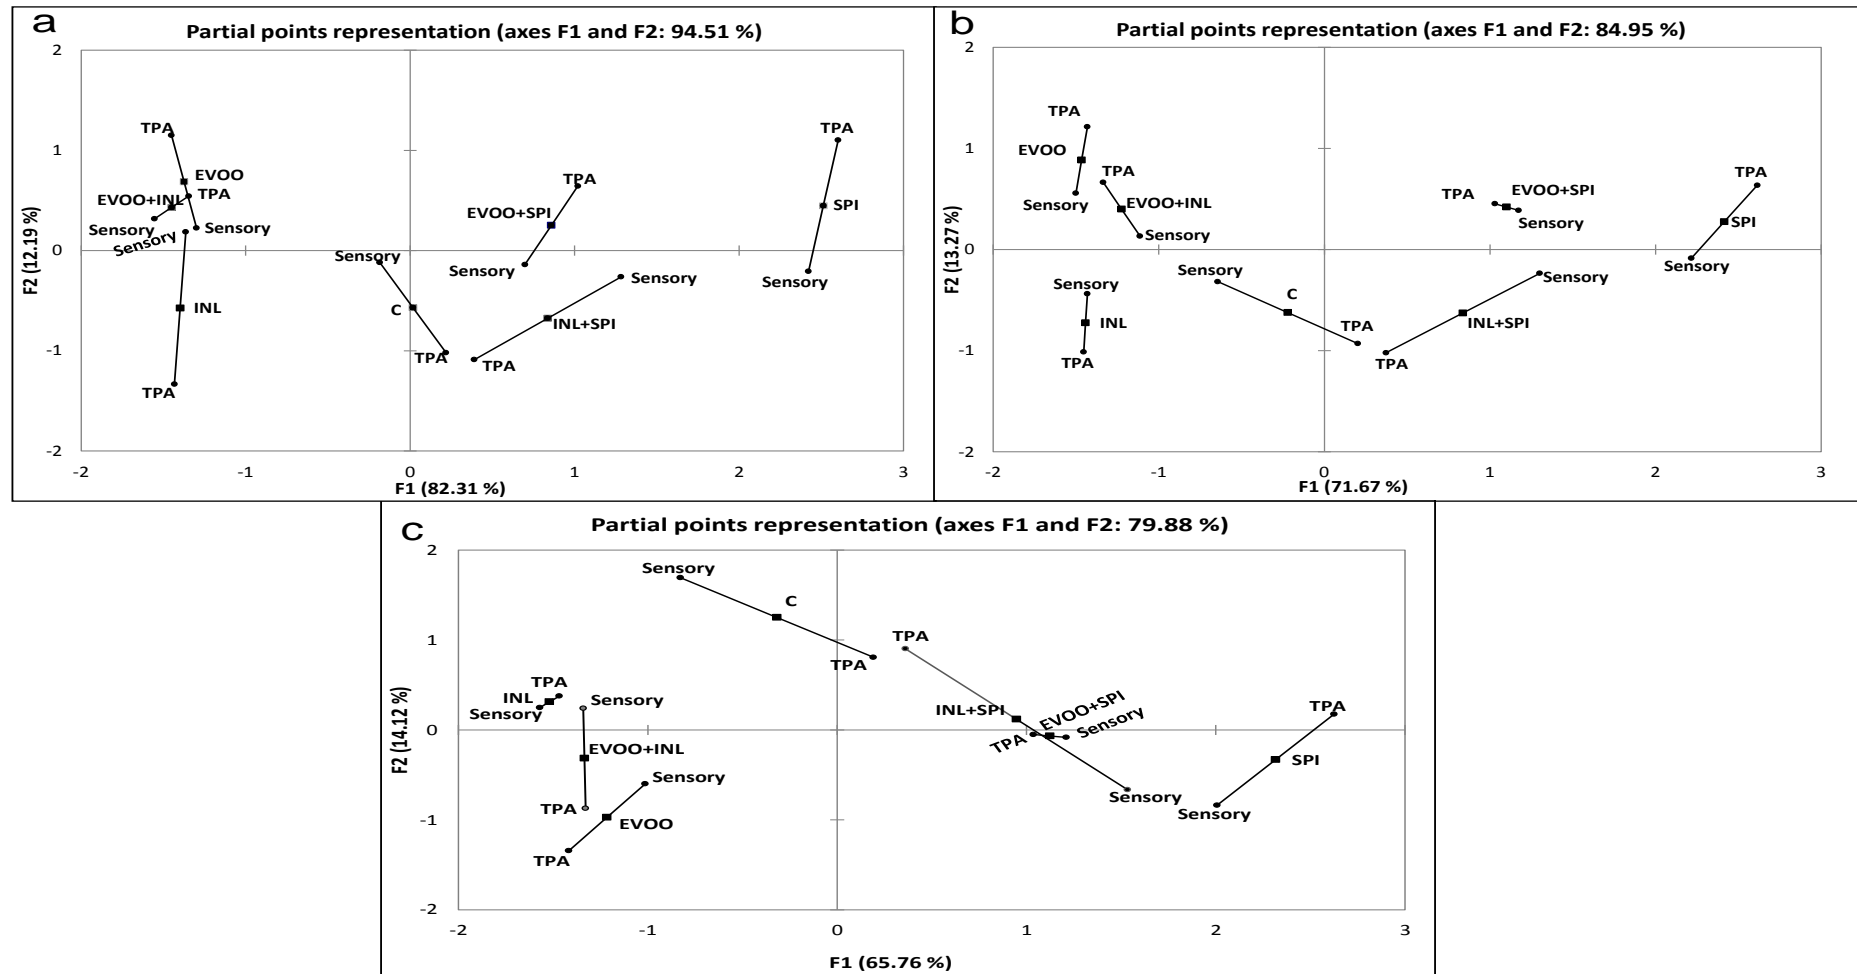 a
Partial points representation (axes F1 and F2: 94.51 %)
2
TPA
TPA
1
EVOO
TPA
TPA
EVOO+INL
EVOO+SPI
SPI
Sensory
Sensory
Sensory
0
Sensory
Sensory
Sensory
Sensory
INL
C
INL+SPI
-1
TPA
TPA
TPA
-2
-2
-1
0
1
2
3
F2 (12.19 %)
F1 (82.31 %)
b
Partial points representation (axes F1 and F2: 84.95 %)
2
TPA
1
EVOO
TPA
TPA
TPA
EVOO+SPI
Sensory
EVOO+INL
Sensory
SPI
Sensory
0
Sensory
Sensory
Sensory
Sensory
C
INL
TPA
INL+SPI
-1
TPA
TPA
-2
-2
-1
0
1
2
3
F2 (13.27 %)
F1 (71.67 %)
c
Partial points representation (axes F1 and F2: 79.88 %)
2
Sensory
C
1
TPA
TPA
TPA
INL
Sensory
Sensory
INL+SPI
EVOO+SPI
TPA
Sensory
TPA
0
EVOO+INL
Sensory
SPI
TPA
Sensory
Sensory
-1
EVOO
TPA
-2
-2
-1
0
1
2
3
F2 (14.12 %)
F1 (65.76 %)